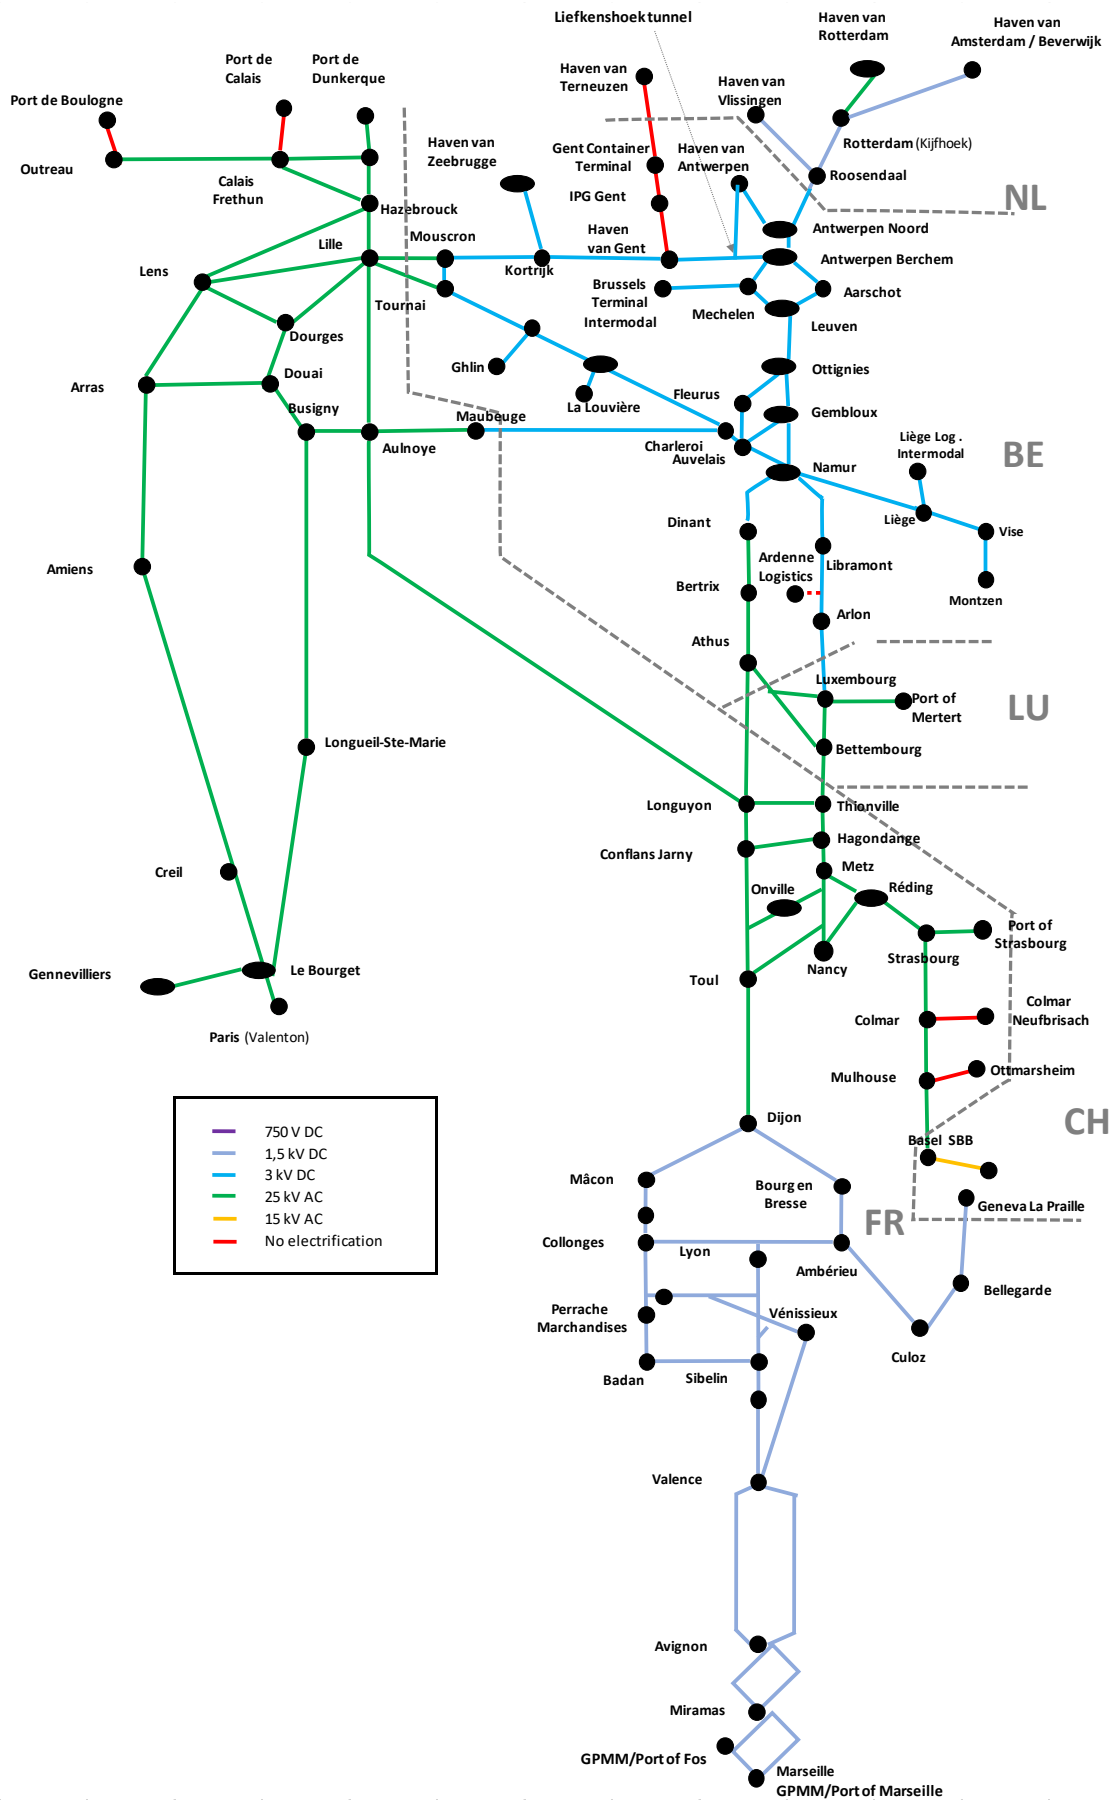 Liefkenshoek tunnel
Haven van
Rotterdam
Haven van
Amsterdam / Beverwijk
Port de
Calais
Port de
Dunkerque
Haven van
Terneuzen
Haven van
Vlissingen
Port de Boulogne
Outreau
Calais
Frethun
Haven van
Zeebrugge
Gent Container
Terminal
Haven van
Antwerpen
Rotterdam (Kijfhoek)
Roosendaal
NL
IPG Gent
Hazebrouck
Mouscron
Haven
van Gent
Antwerpen Noord
Lille
Kortrijk
Antwerpen Berchem
Lens
Tournai
Brussels
Terminal
Intermodal
Mechelen
Aarschot
Leuven
Dourges
Ghlin
Ottignies
Douai
Arras
La Louvière
Fleurus
Gembloux
Busigny
Maubeuge
Aulnoye
Charleroi
Auvelais
Liège Log .
Intermodal
BE
Namur
Dinant
Liège
Vise
Ardenne
Logistics
Libramont
Amiens
Bertrix
Montzen
Arlon
Athus
Luxembourg
Port of
Mertert
LU
Longueil-Ste-Marie
Bettembourg
Longuyon
Thionville
Hagondange
Conflans Jarny
Metz
Creil
Onville
Réding
Port of
Strasbourg
Strasbourg
Gennevilliers
Le Bourget
Nancy
Toul
Paris (Valenton)
Colmar
Colmar
Neufbrisach
Mulhouse
Ottmarsheim
CH
Dijon
Basel SBB
750 V DC
1,5 kV DC
3 kV DC
25 kV AC
15 kV AC
No electrification
Mâcon
Bourg en
Bresse
Geneva La Praille
FR
Collonges
Lyon
Ambérieu
Bellegarde
Perrache
Marchandises
Vénissieux
Culoz
Badan
Sibelin
Valence
Avignon
Miramas
GPMM/Port of Fos
Marseille
GPMM/Port of Marseille